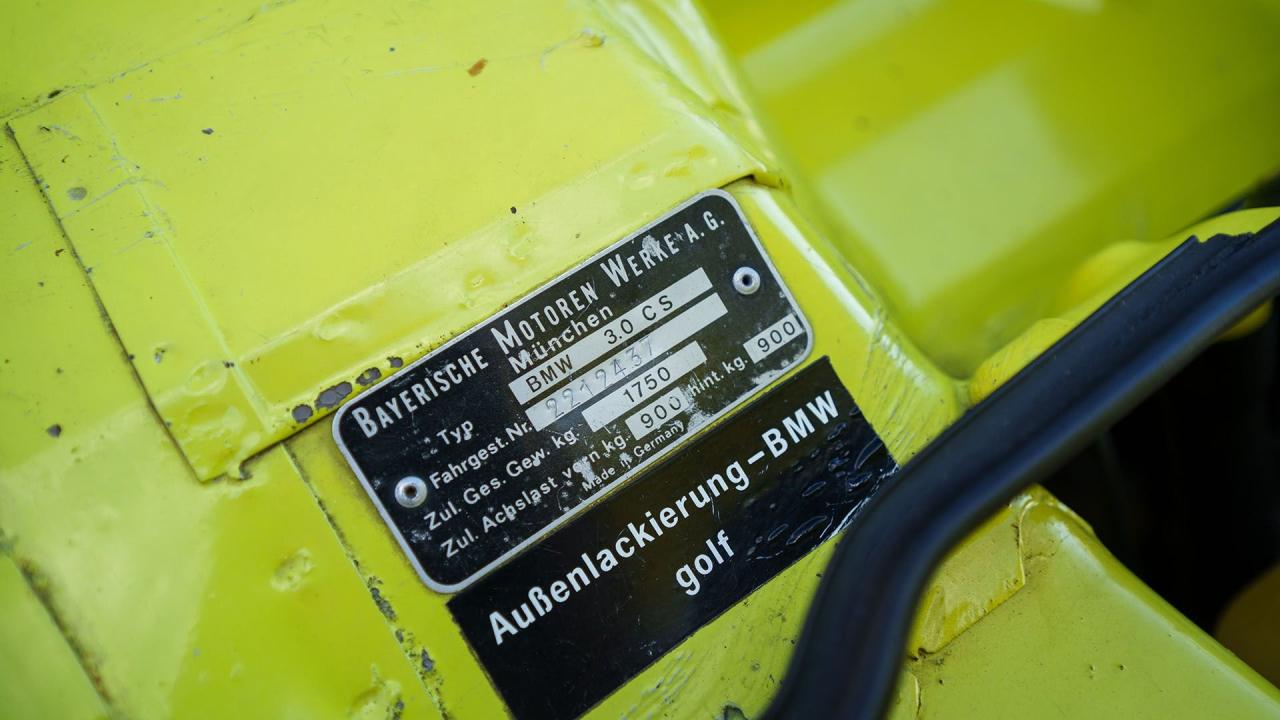 BAYERISCHE MOTOREN WERKE A.G.
München
Typ BMW 3.0 CS
Fahrgest.Nr. 2212437
Zul. Ges. Gew. kg. 1750
Zul. Achslast vorn kg. 900 hint. kg. 900
Made in Germany
Außenlackierung-BMW
golf